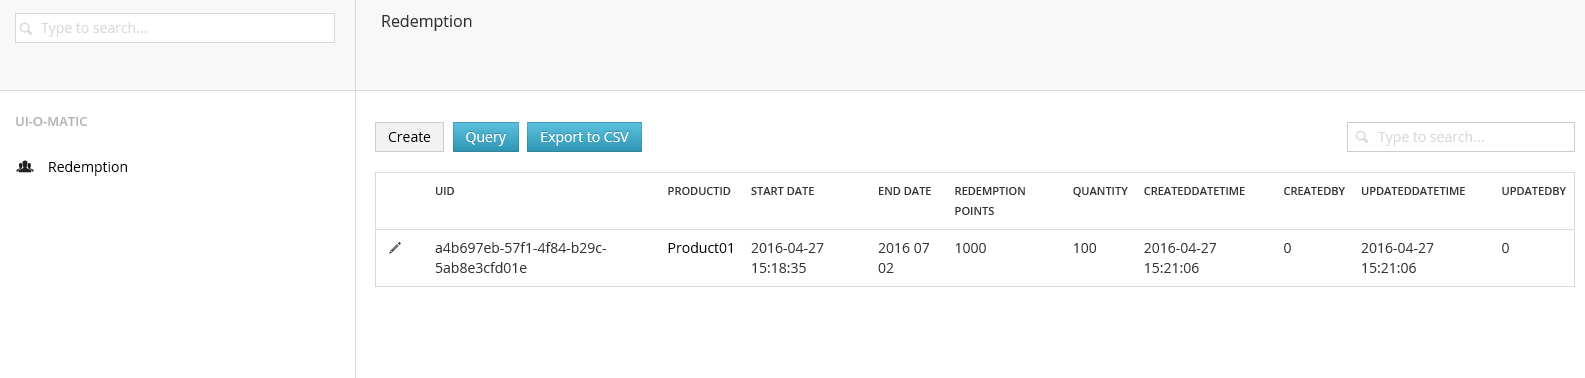 Type to search...
Redemption
UI-O-MATIC
Redemption
Create Query Export to CSV Type to search...
UID PRODUCTID START DATE END DATE REDEMPTION POINTS QUANTITY CREATEDDATETIME CREATEDBY UPDATEDDATETIME UPDATEDBY
a4b697eb-57f1-4f84-b29c- Product01 2016-04-27 2016 07 1000 100 2016-04-27 0 2016-04-27 0
5ab8e3cfd01e 15:18:35 02 15:21:06 15:21:06